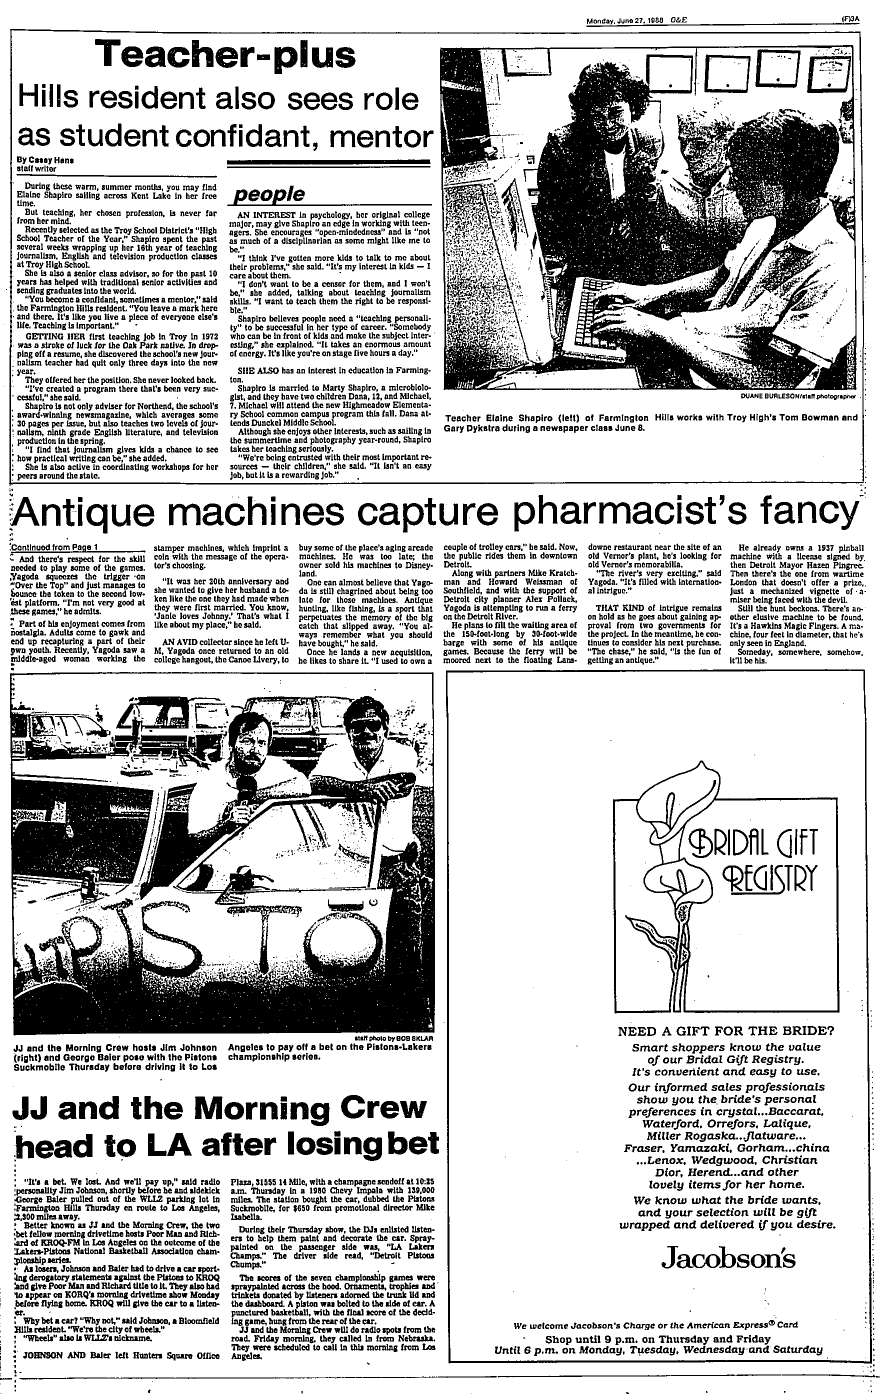 Monday, June 27, 1988 O&E
(F)3A
Teacher-plus
Hills resident also sees role
as student confidant, mentor
By Casey Hans
staff writer
During these warm, summer months, you may find
Elaine Shapiro sailing across Kent Lake in her free
time.
But teaching, her chosen profession, is never far
from her mind.
Recently selected as the Troy School District's "High
School Teacher of the Year," Shapiro spent the past
several weeks wrapping up her 16th year of teaching
journalism, English and television production classes
at Troy High School.
She is also a senior class advisor, so for the past 10
years has helped with traditional senior activities and
sending graduates into the world.
"You become a confidant, sometimes a mentor," said
the Farmington Hills resident. "You leave a mark here
and there. It's like you live a piece of everyone else's
life. Teaching is important."
GETTING HER first teaching job in Troy in 1972
was a stroke of luck for the Oak Park native. In drop-
ping off a resume, she discovered the school's new jour-
nalism teacher had quit only three days into the new
year.
They offered her the position. She never looked back.
"I've created a program there that's been very suc-
cessful," she said.
Shapiro is not only adviser for Northend, the school's
award-winning newsmagazine, which averages some
30 pages per issue, but also teaches two levels of jour-
nalism, ninth grade English literature, and television
production in the spring.
"I find that journalism gives kids a chance to see
how practical writing can be," she added.
She is also active in coordinating workshops for her
peers around the state.
people
AN INTEREST in psychology, her original college
major, may give Shapiro an edge in working with teen-
agers. She encourages "open-mindedness" and is "not
as much of a disciplinarian as some might like me to
be."
"I think I've gotten more kids to talk to me about
their problems," she said. "It's my interest in kids — I
care about them.
"I don't want to be a censor for them, and I won't
be," she added, talking about teaching journalism
skills. "I want to teach them the right to be responsi-
ble."
Shapiro believes people need a "teaching personali-
ty" to be successful in her type of career. "Somebody
who can be in front of kids and make the subject inter-
esting," she explained. "It takes an enormous amount
of energy. It's like you're on stage five hours a day."
SHE ALSO has an interest in education in Farming-
ton.
Shapiro is married to Marty Shapiro, a microbiolo-
gist, and they have two children Dana, 12, and Michael,
7. Michael will attend the new Highmeadow Elementa-
ry School common campus program this fall. Dana at-
tends Dunckel Middle School.
Although she enjoys other interests, such as sailing in
the summertime and photography year-round, Shapiro
takes her teaching seriously.
"We're being entrusted with their most important re-
sources — their children," she said. "It isn't an easy
job, but it is a rewarding job."
DUANE BURLESON/staff photographer
Teacher Elaine Shapiro (left) of Farmington Hills works with Troy High's Tom Bowman and
Gary Dykstra during a newspaper class June 8.
Antique machines capture pharmacist's fancy
Continued from Page 1
And there's respect for the skill
needed to play some of the games.
Yagoda squeezes the trigger on
"Over the Top" and just manages to
bounce the token to the second low-
est platform. "I'm not very good at
these games," he admits.
Part of his enjoyment comes from
nostalgia. Adults come to gawk and
end up recapturing a part of their
own youth. Recently, Yagoda saw a
middle-aged woman working the
stamper machines, which imprint a
coin with the message of the opera-
tor's choosing.
"It was her 20th anniversary and
she wanted to give her husband a to-
ken like the one they had made when
they were first married. You know,
'Janie loves Johnny.' That's what I
like about my place," he said.
AN AVID collector since he left U-
M, Yagoda once returned to an old
college hangout, the Canoe Livery, to
buy some of the place's aging arcade
machines. He was too late; the
owner sold his machines to Disney-
land.
One can almost believe that Yago-
da is still chagrined about being too
late for those machines. Antique
hunting, like fishing, is a sport that
perpetuates the memory of the big
catch that slipped away. "You al-
ways remember what you should
have bought," he said.
Once he lands a new acquisition,
he likes to share it. "I used to own a
couple of trolley cars," he said. Now,
the public rides them in downtown
Detroit.
Along with partners Mike Kratch-
man and Howard Weissman of
Southfield, and with the support of
Detroit city planner Alex Pollack,
Yagoda is attempting to run a ferry
on the Detroit River.
He plans to fill the waiting area of
the 150-foot-long by 30-foot-wide
barge with some of his antique
games. Because the ferry will be
moored next to the floating Lans-
downe restaurant near the site of an
old Vernor's plant, he's looking for
old Vernor's memorabilia.
"The river's very exciting," said
Yagoda. "It's filled with internation-
al intrigue."
THAT KIND of intrigue remains
on hold as he goes about gaining ap-
proval from two governments for
the project. In the meantime, he con-
tinues to consider his next purchase.
"The chase," he said, "is the fun of
getting an antique."
He already owns a 1937 pinball
machine with a license signed by
then Detroit Mayor Hazen Pingree.
Then there's the one from wartime
London that doesn't offer a prize,
just a mechanized vignette of a
miser being faced with the devil.
Still the hunt beckons. There's an-
other elusive machine to be found.
It's a Hawkins Magic Fingers. A ma-
chine, four feet in diameter, that he's
only seen in England.
Someday, somewhere, somehow,
it'll be his.
PISTO
staff photo by BOB SKLAR
JJ and the Morning Crew hosts Jim Johnson
(right) and George Baier pose with the Pistons
Suckmobile Thursday before driving it to Los
Angeles to pay off a bet on the Pistons-Lakers
championship series.
JJ and the Morning Crew
head to LA after losing bet
"It's a bet. We lost. And we'll pay up," said radio
personality Jim Johnson, shortly before he and sidekick
George Baier pulled out of the WLLZ parking lot in
Farmington Hills Thursday en route to Los Angeles,
2,300 miles away.
Better known as JJ and the Morning Crew, the two
bet fellow morning drivetime hosts Poor Man and Rich-
ard of KROQ-FM in Los Angeles on the outcome of the
Lakers-Pistons National Basketball Association cham-
pionship series.
As losers, Johnson and Baier had to drive a car sport-
ing derogatory statements against the Pistons to KROQ
and give Poor Man and Richard title to it. They also had
to appear on KORQ's morning drivetime show Monday
before flying home. KROQ will give the car to a listen-
er.
Why bet a car? "Why not," said Johnson, a Bloomfield
Hills resident. "We're the city of wheels."
"Wheels" also is WLLZ's nickname.
JOHNSON AND Baier left Hunters Square Office
Plaza, 31555 14 Mile, with a champagne sendoff at 10:25
a.m. Thursday in a 1980 Chevy Impala with 139,000
miles. The station bought the car, dubbed the Pistons
Suckmobile, for $650 from promotional director Mike
Isabella.
During their Thursday show, the DJs enlisted listen-
ers to help them paint and decorate the car. Spray-
painted on the passenger side was, "LA Lakers
Champs." The driver side read, "Detroit Pistons
Chumps."
The scores of the seven championship games were
spraypainted across the hood. Ornaments, trophies and
trinkets donated by listeners adorned the trunk lid and
the dashboard. A piston was bolted to the side of car. A
punctured basketball, with the final score of the decid-
ing game, hung from the rear of the car.
JJ and the Morning Crew will do radio spots from the
road. Friday morning, they called in from Nebraska.
They were scheduled to call in this morning from Los
Angeles.
BRIDAL GIFT
REGISTRY
NEED A GIFT FOR THE BRIDE?
Smart shoppers know the value
of our Bridal Gift Registry.
It's convenient and easy to use.
Our informed sales professionals
show you the bride's personal
preferences in crystal...Baccarat,
Waterford, Orrefors, Lalique,
Miller Rogaska...flatware...
Fraser, Yamazaki, Gorham...china
...Lenox, Wedgwood, Christian
Dior, Herend...and other
lovely items for her home.
We know what the bride wants,
and your selection will be gift
wrapped and delivered if you desire.
Jacobson's
We welcome Jacobson's Charge or the American Express® Card
Shop until 9 p.m. on Thursday and Friday
Until 6 p.m. on Monday, Tuesday, Wednesday and Saturday